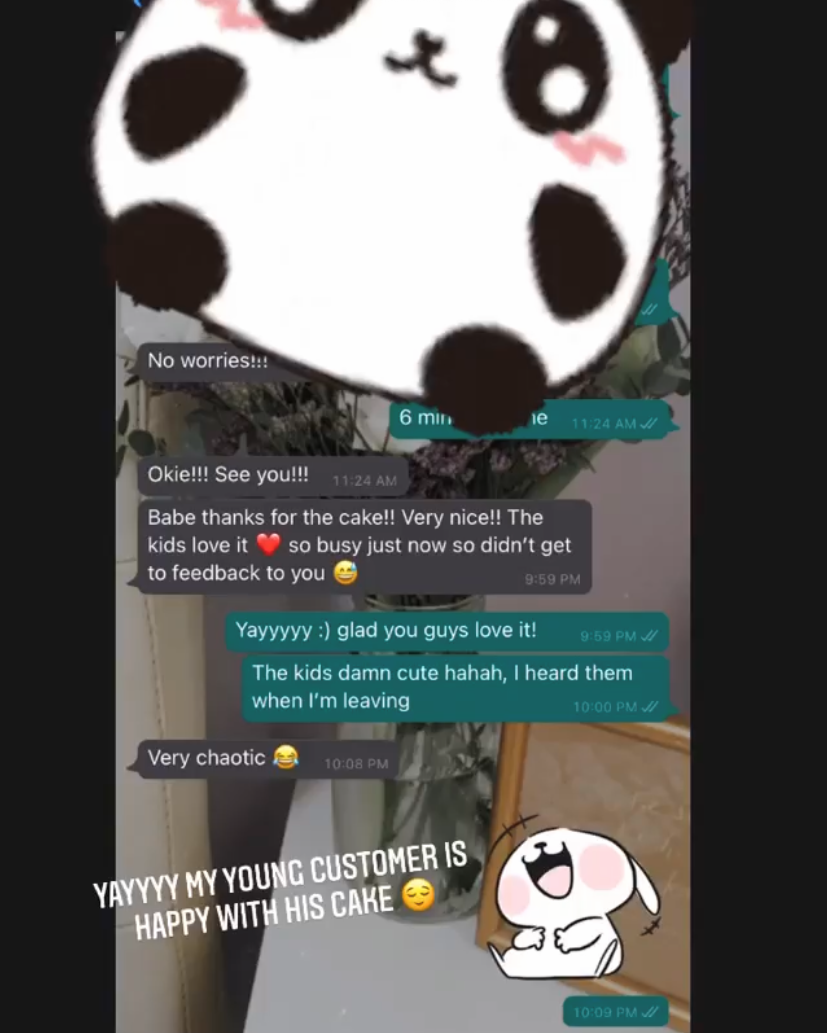 No worries!!!
6 min
11:24 AM
Okie!!! See you!!! 11:24 AM
Babe thanks for the cake!! Very nice!! The
kids love it ❤️ so busy just now so didn't get
to feedback to you 😅 9:59 PM
Yayyyyy :) glad you guys love it! 9:59 PM
The kids damn cute hahah, I heard them
when I'm leaving 10:00 PM
Very chaotic 😂 10:08 PM
YAYYYY MY YOUNG CUSTOMER IS
HAPPY WITH HIS CAKE 😌
10:09 PM